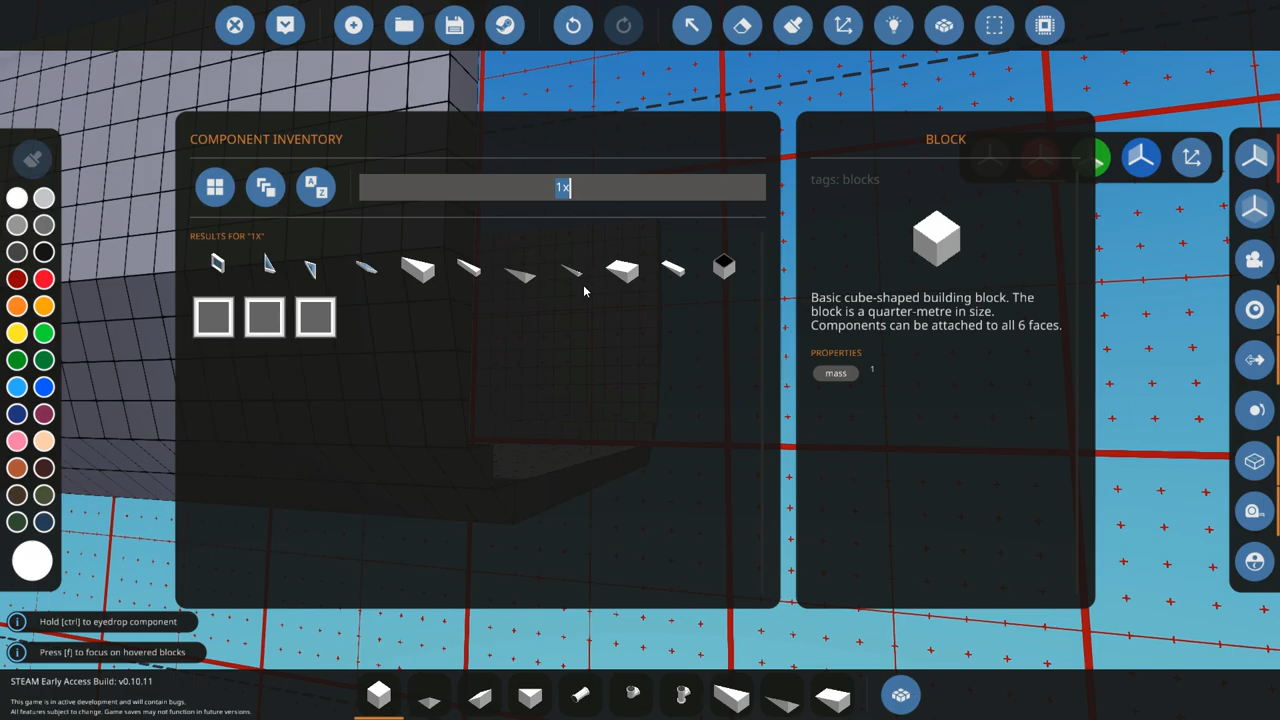 COMPONENT INVENTORY
1x
RESULTS FOR "1X"
BLOCK
tags: blocks
Basic cube-shaped building block. The
block is a quarter-metre in size.
Components can be attached to all 6 faces.
PROPERTIES
mass 1
Hold [ctrl] to eyedrop component
Press [f] to focus on hovered blocks
STEAM Early Access Build: v0.10.11
This game is in active development and will contain bugs.
All features subject to change. Game saves may not function in future versions.